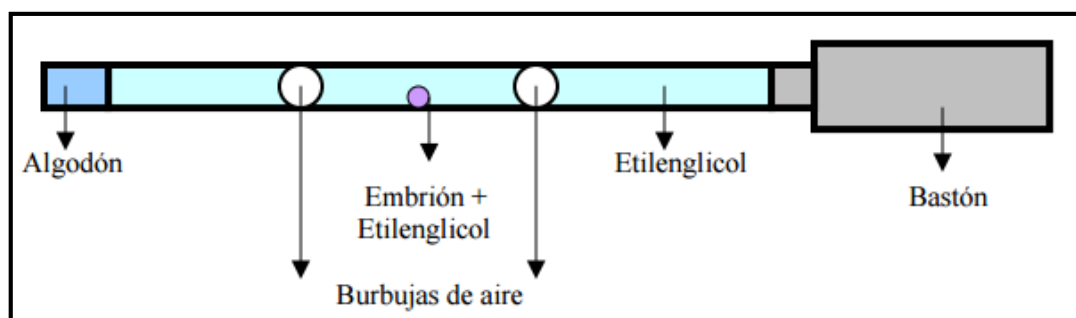 Algodón
Etilenglicol
Embrión +
Etilenglicol
Bastón
Burbujas de aire